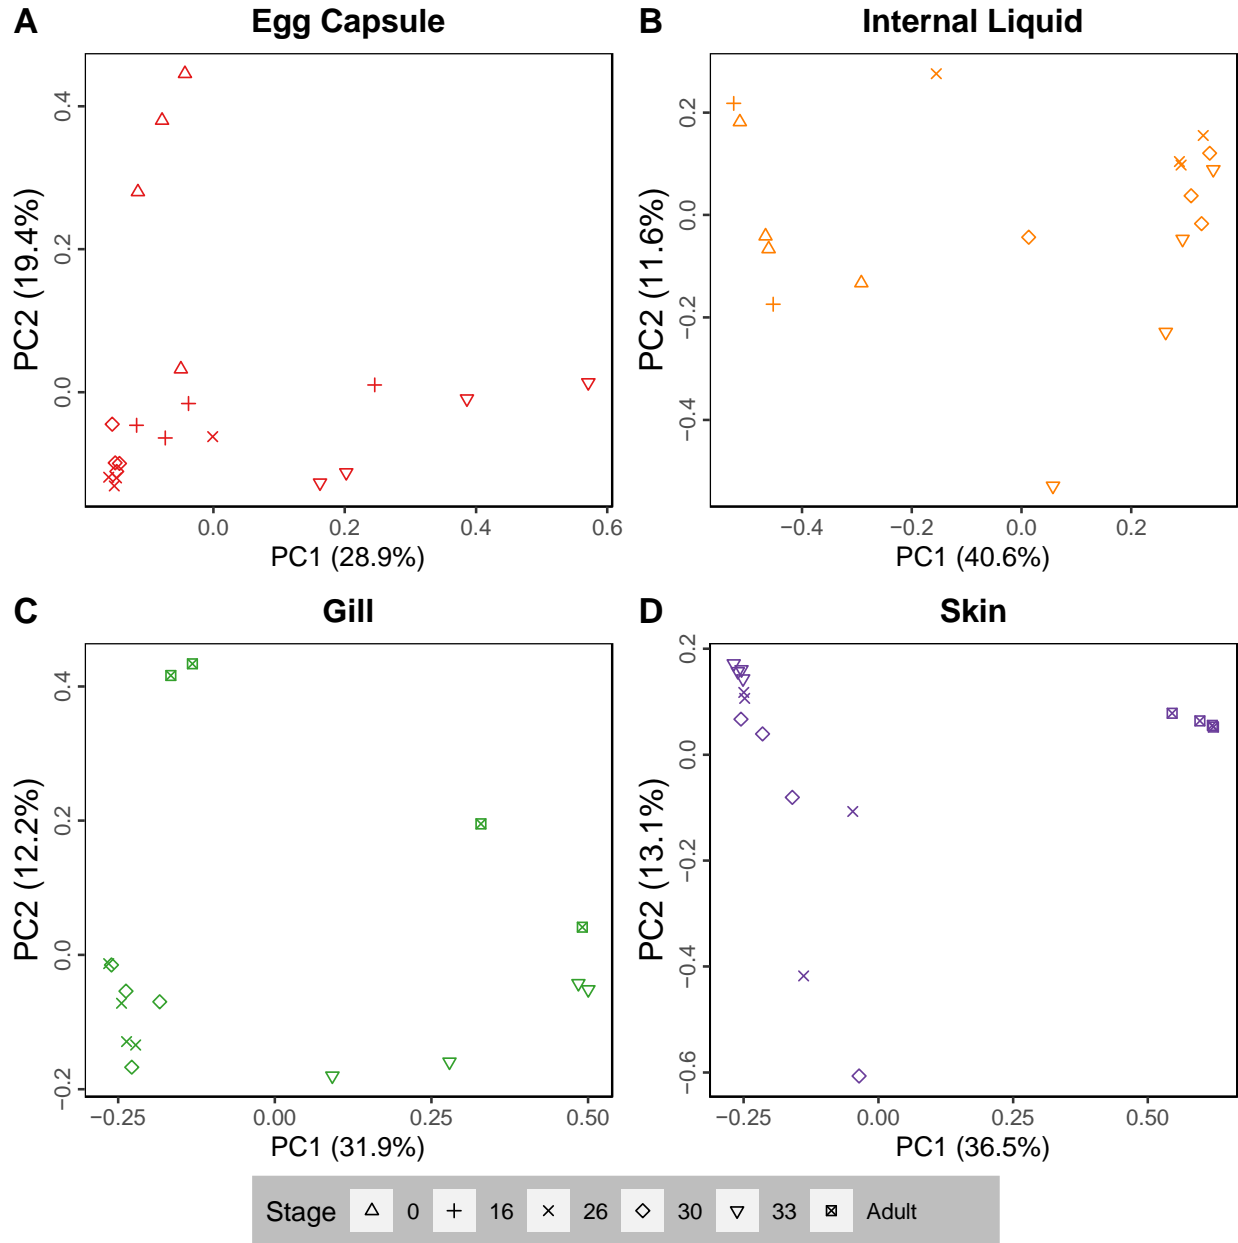 A Egg Capsule
PC2 (19.4%)
0.4
0.2
0.0
0.0 0.2 0.4 0.6
PC1 (28.9%)
B Internal Liquid
PC2 (11.6%)
0.2
0.0
−0.2
−0.4
−0.4 −0.2 0.0 0.2
PC1 (40.6%)
C Gill
PC2 (12.2%)
0.4
0.2
0.0
−0.2
−0.25 0.00 0.25 0.50
PC1 (31.9%)
D Skin
PC2 (13.1%)
0.2
0.0
−0.2
−0.4
−0.6
−0.25 0.00 0.25 0.50
PC1 (36.5%)
Stage 0 16 26 30 33 Adult